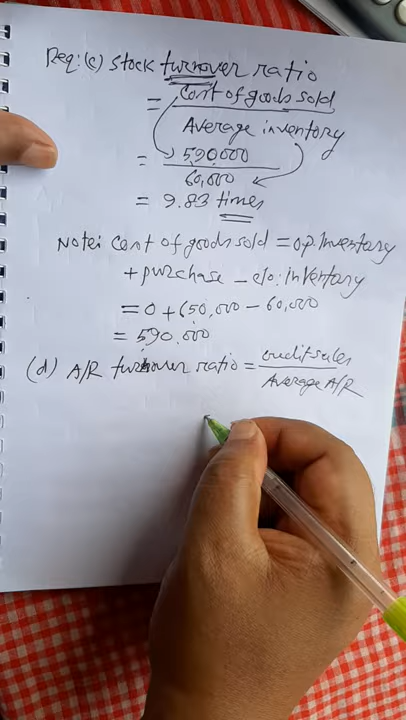 Req:(c) Stock turnover ratio
= Cost of goods sold
Average inventory
= 590,000
60,000
= 9.83 times
Note: Cost of goods sold = op. Inventory
+ purchase - clo: inventory
= 0 + 650,000 - 60,000
= 590,000
(d) A/R turnover ratio = credit sales
Average A/R